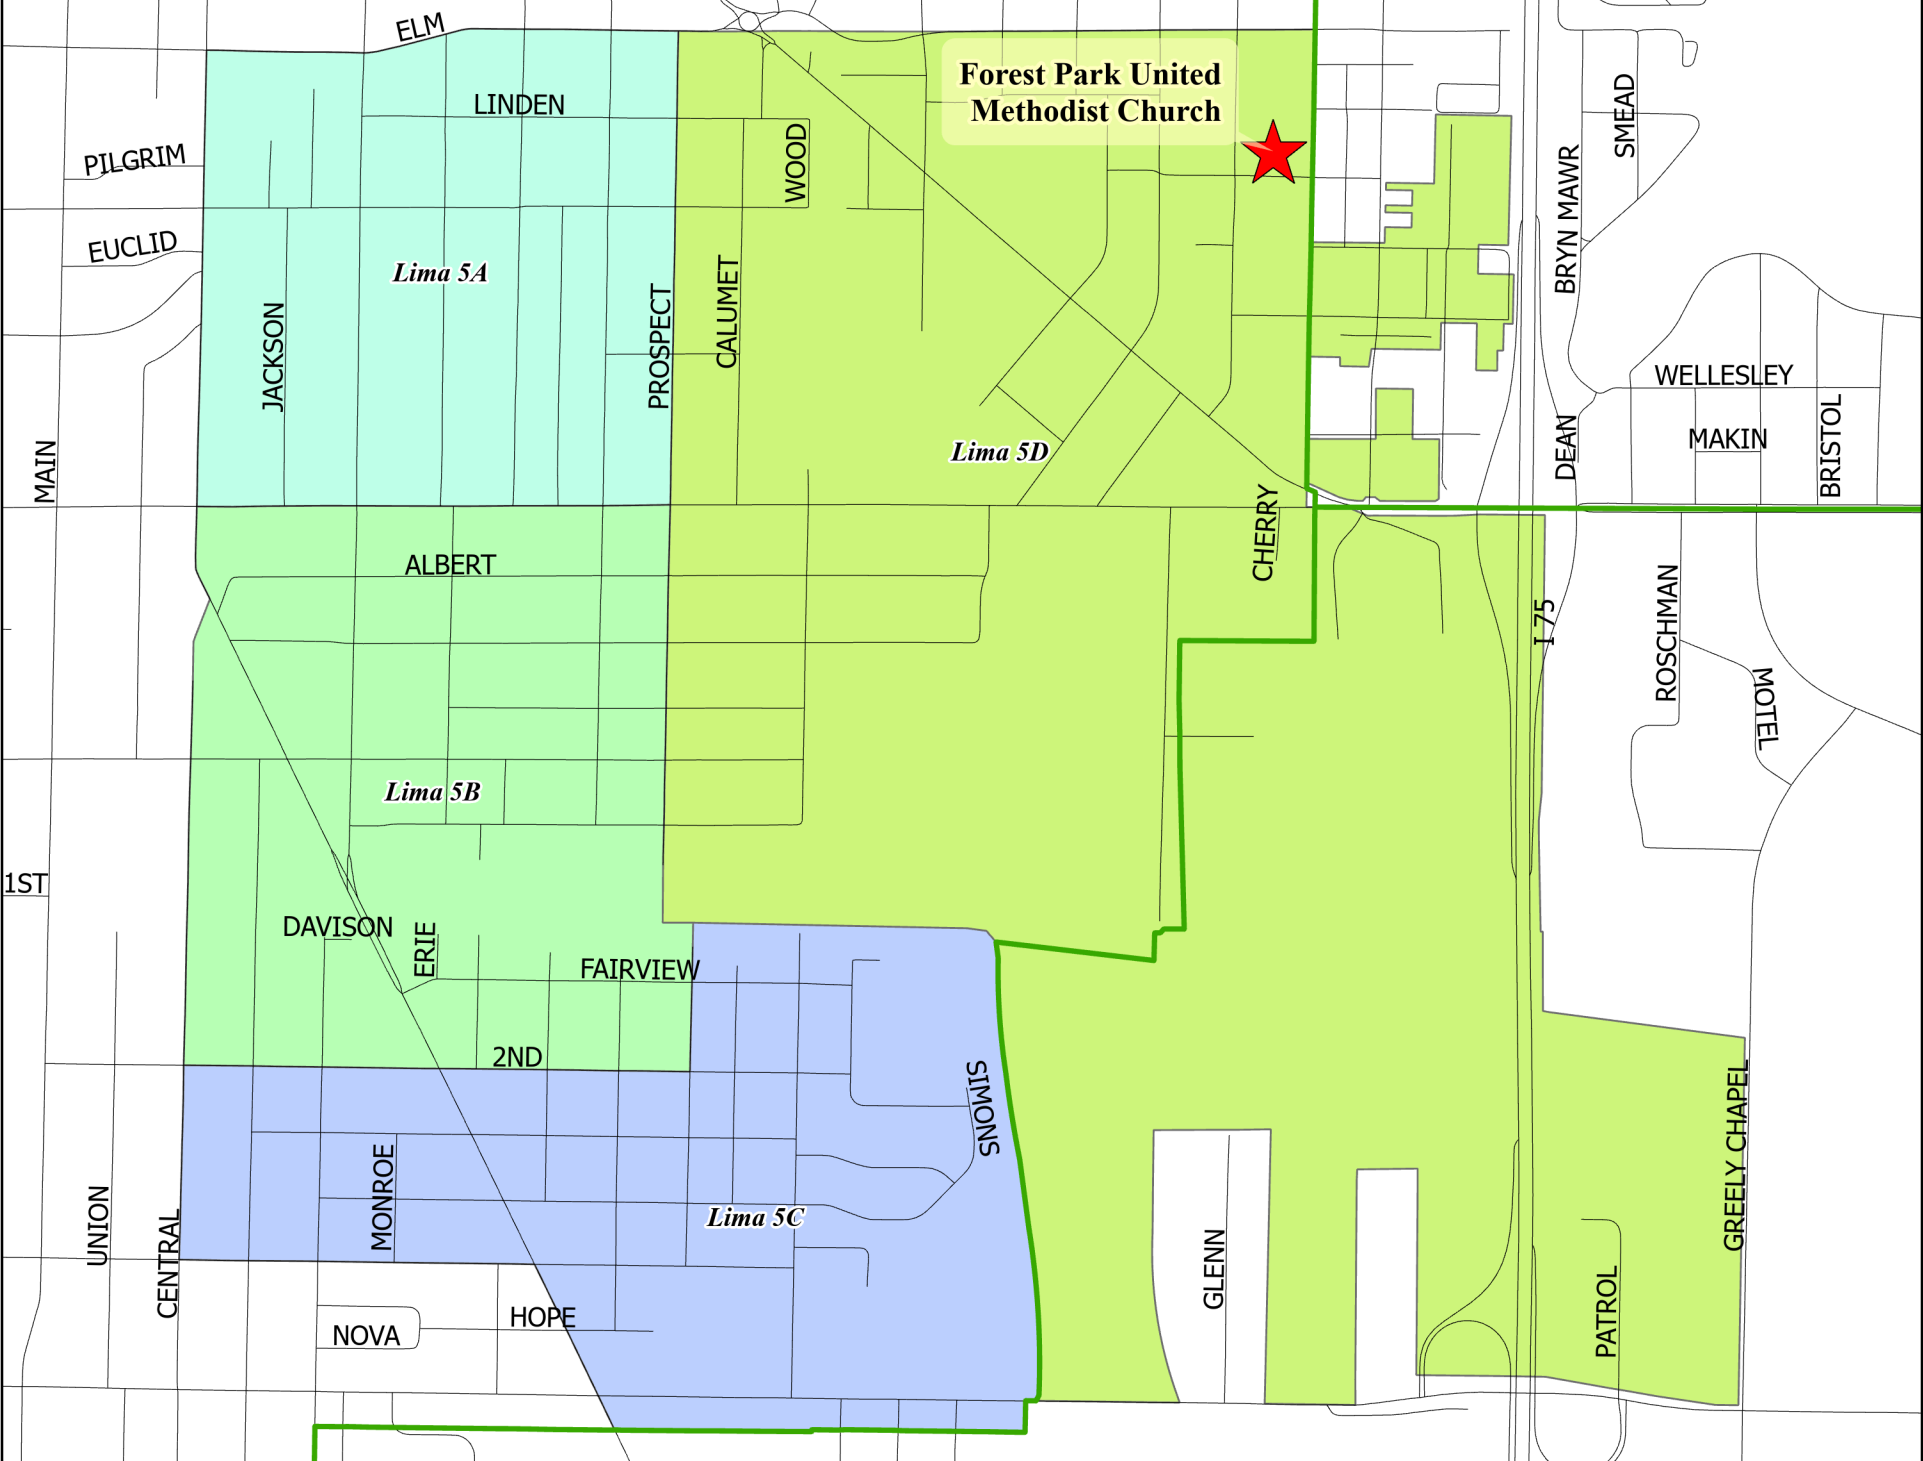 ELM
Forest Park United
Methodist Church
LINDEN
SMEAD
WOOD
PILGRIM
BRYN MAWR
EUCLID
Lima 5A
CALUMET
PROSPECT
JACKSON
WELLESLEY
BRISTOL
MAKIN
DEAN
Lima 5D
MAIN
CHERRY
ALBERT
I 75
ROSCHMAN
MOTEL
Lima 5B
1ST
DAVISON
ERIE
FAIRVIEW
2ND
SIMONS
GREELY CHAPEL
MONROE
UNION
CENTRAL
Lima 5C
GLENN
PATROL
HOPE
NOVA